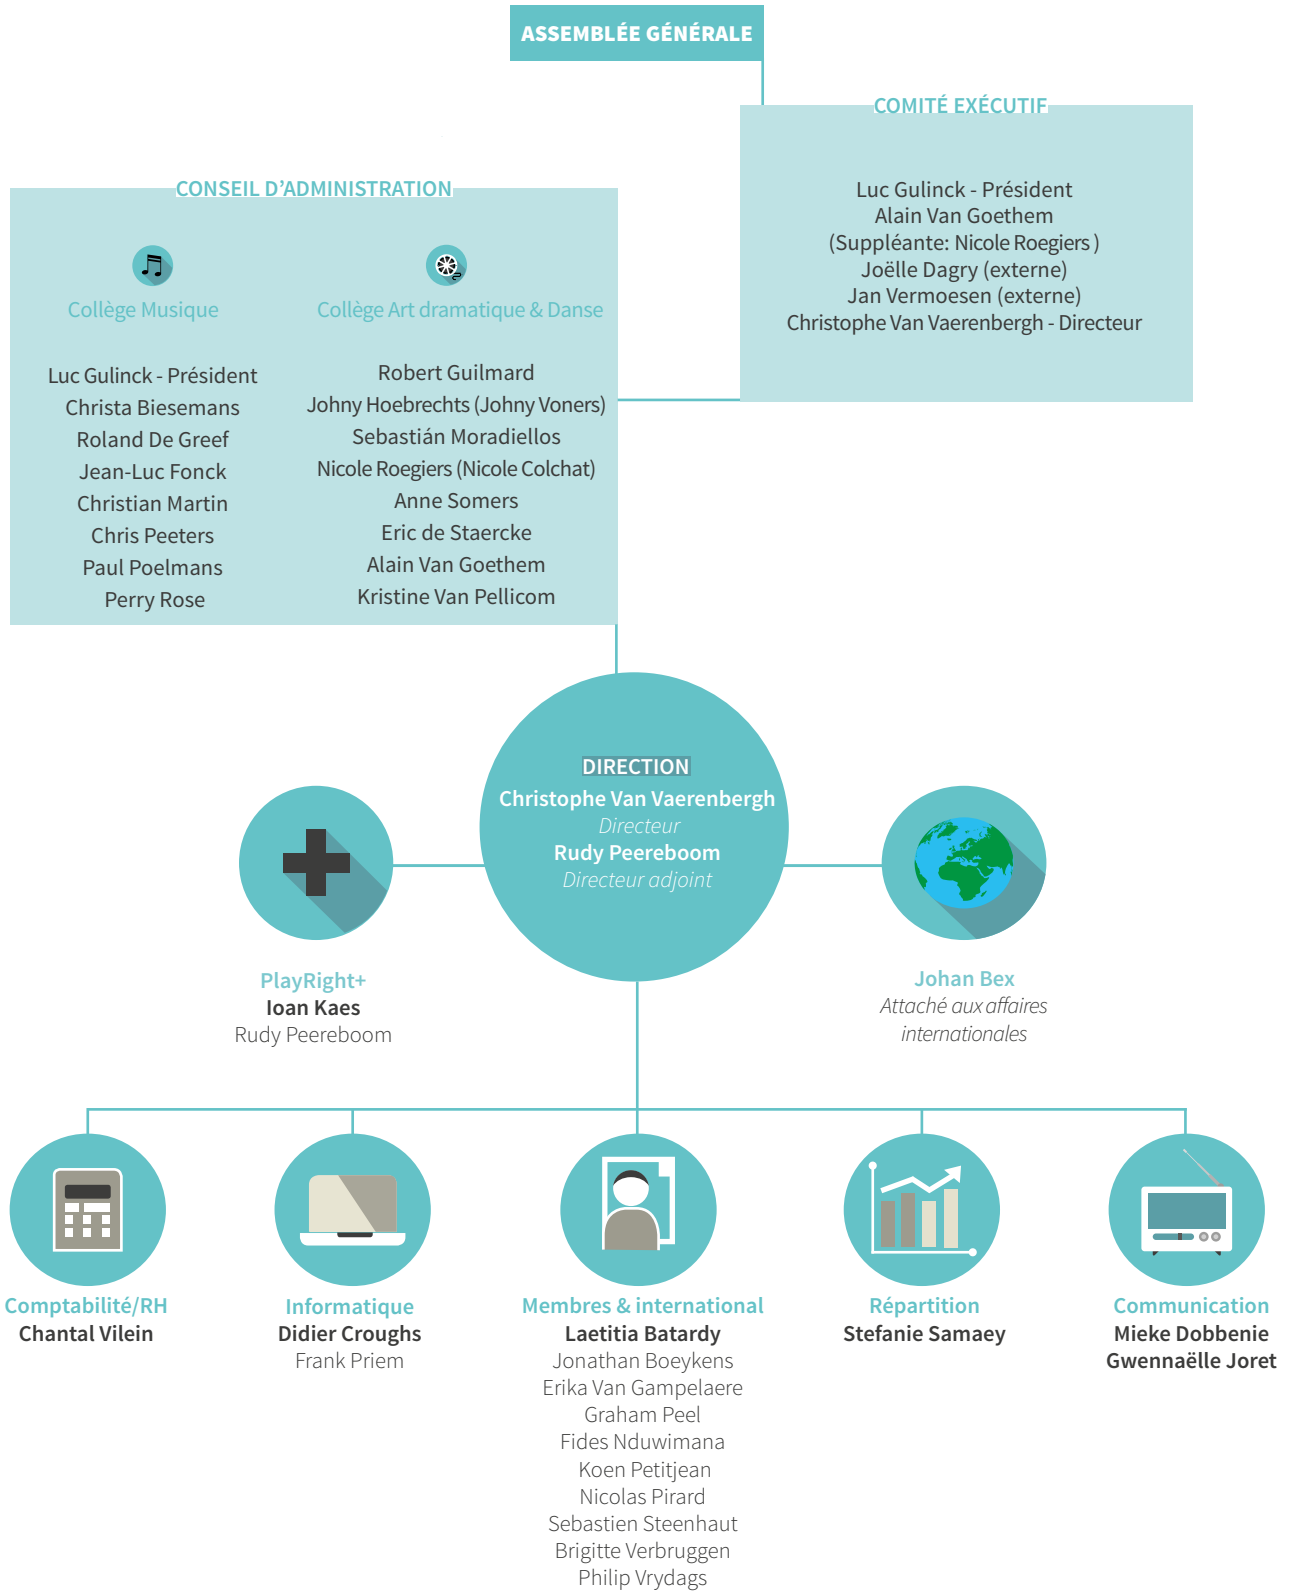 ASSEMBLÉE GÉNÉRALE
COMITÉ EXÉCUTIF
Luc Gulinck - Président
Alain Van Goethem
(Suppléante: Nicole Roegiers )
Joëlle Dagry (externe)
Jan Vermoesen (externe)
Christophe Van Vaerenbergh - Directeur
CONSEIL D’ADMINISTRATION
Collège Musique
Luc Gulinck - Président
Christa Biesemans
Roland De Greef
Jean-Luc Fonck
Christian Martin
Chris Peeters
Paul Poelmans
Perry Rose
Collège Art dramatique & Danse
Robert Guilmard
Johny Hoebrechts (Johny Voners)
Sebastián Moradiellos
Nicole Roegiers (Nicole Colchat)
Anne Somers
Eric de Staercke
Alain Van Goethem
Kristine Van Pellicom
DIRECTION
Christophe Van Vaerenbergh
Directeur
Rudy Peereboom
Directeur adjoint
PlayRight+
Ioan Kaes
Rudy Peereboom
Johan Bex
Attaché aux affaires
internationales
Comptabilité/RH
Chantal Vilein
Informatique
Didier Croughs
Frank Priem
Membres & international
Laetitia Batardy
Jonathan Boeykens
Erika Van Gampelaere
Graham Peel
Fides Nduwimana
Koen Petitjean
Nicolas Pirard
Sebastien Steenhaut
Brigitte Verbruggen
Philip Vrydags
Répartition
Stefanie Samaey
Communication
Mieke Dobbenie
Gwennaëlle Joret